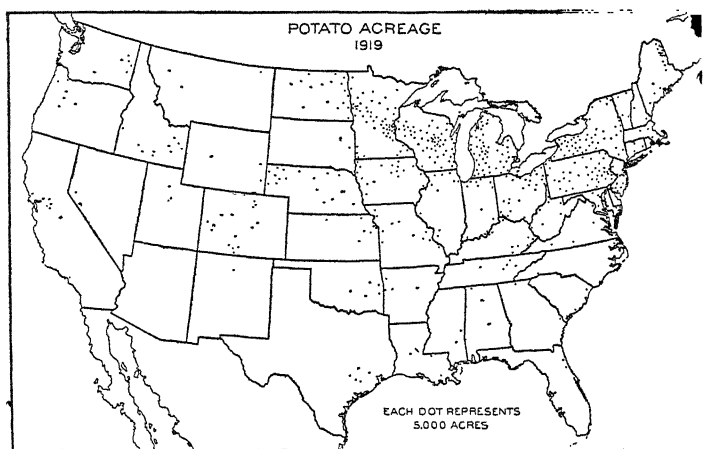 POTATO ACREAGE
1919
EACH DOT REPRESENTS
5,000 ACRES